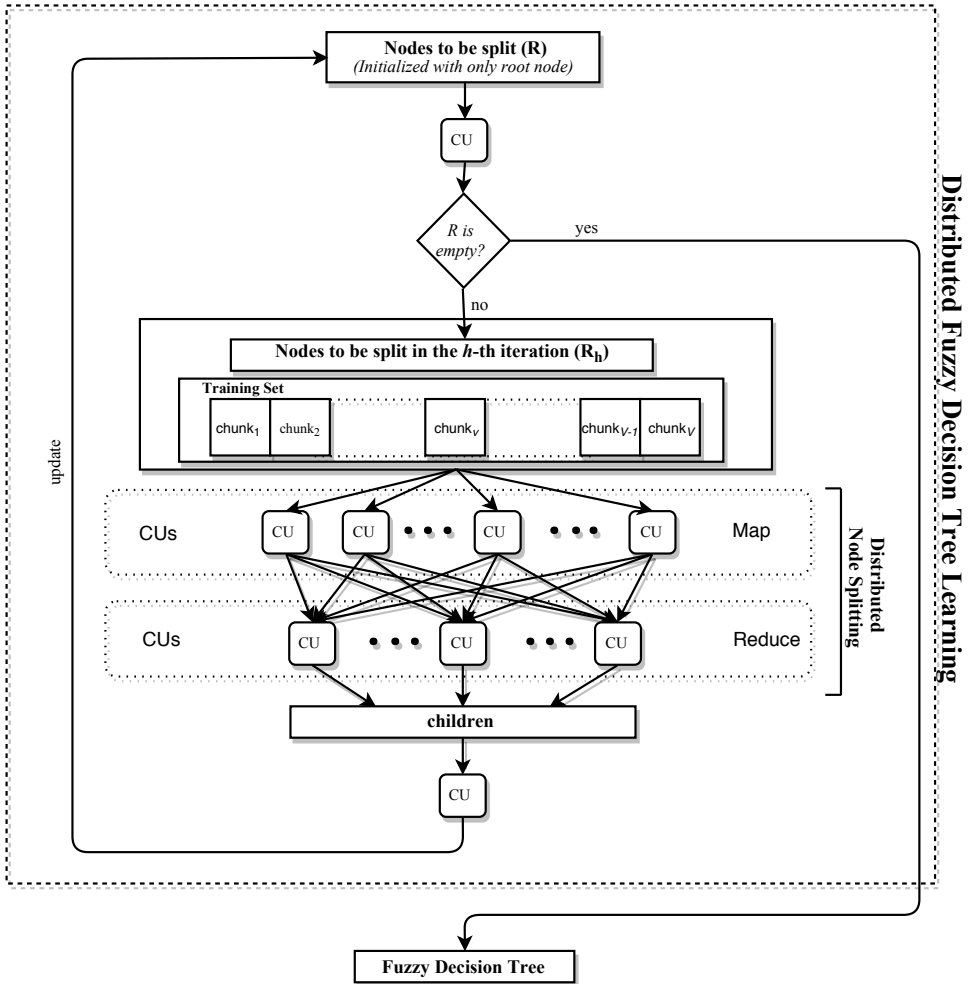 Nodes to be split (R)
(Initialized with only root node)
CU
R is
empty?
yes
no
Nodes to be split in the h-th iteration (Rh)
Training Set
chunk1 chunk2 chunkv chunkV-1 chunkV
update
CUs CU CU CU CU Map
CUs CU CU CU Reduce
Distributed
Node Splitting
children
CU
Distributed Fuzzy Decision Tree Learning
Fuzzy Decision Tree